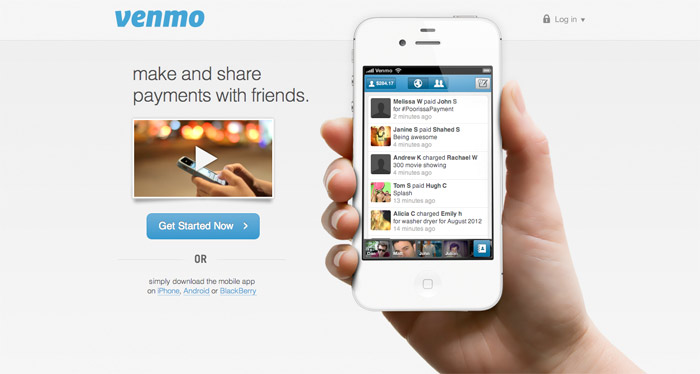 venmo
Log in
make and share
payments with friends.
Get Started Now
OR
simply download the mobile app
on iPhone, Android or BlackBerry
Venmo
$284.17
Melissa W paid John S
for #PoorissaPayment
2 minutes ago
Janine S paid Shahed S
Being awesome
4 minutes ago
Andrew K charged Rachael W
300 movie showing
4 minutes ago
Tom S paid Hugh C
Splash
13 minutes ago
Alicia C charged Emily h
for washer dryer for August 2012
14 minutes ago
Dan Matt John Julian